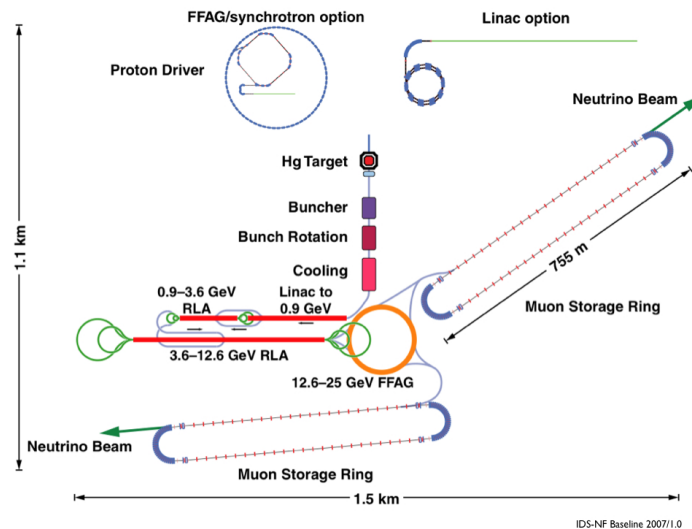 FFAG/synchrotron option
Linac option
Proton Driver
Neutrino Beam
Hg Target
Buncher
Bunch Rotation
Cooling
1.1 km
755 m
0.9–3.6 GeV
RLA
Linac to
0.9 GeV
Muon Storage Ring
3.6–12.6 GeV RLA
12.6–25 GeV FFAG
Neutrino Beam
Muon Storage Ring
1.5 km
IDS-NF Baseline 2007/1.0